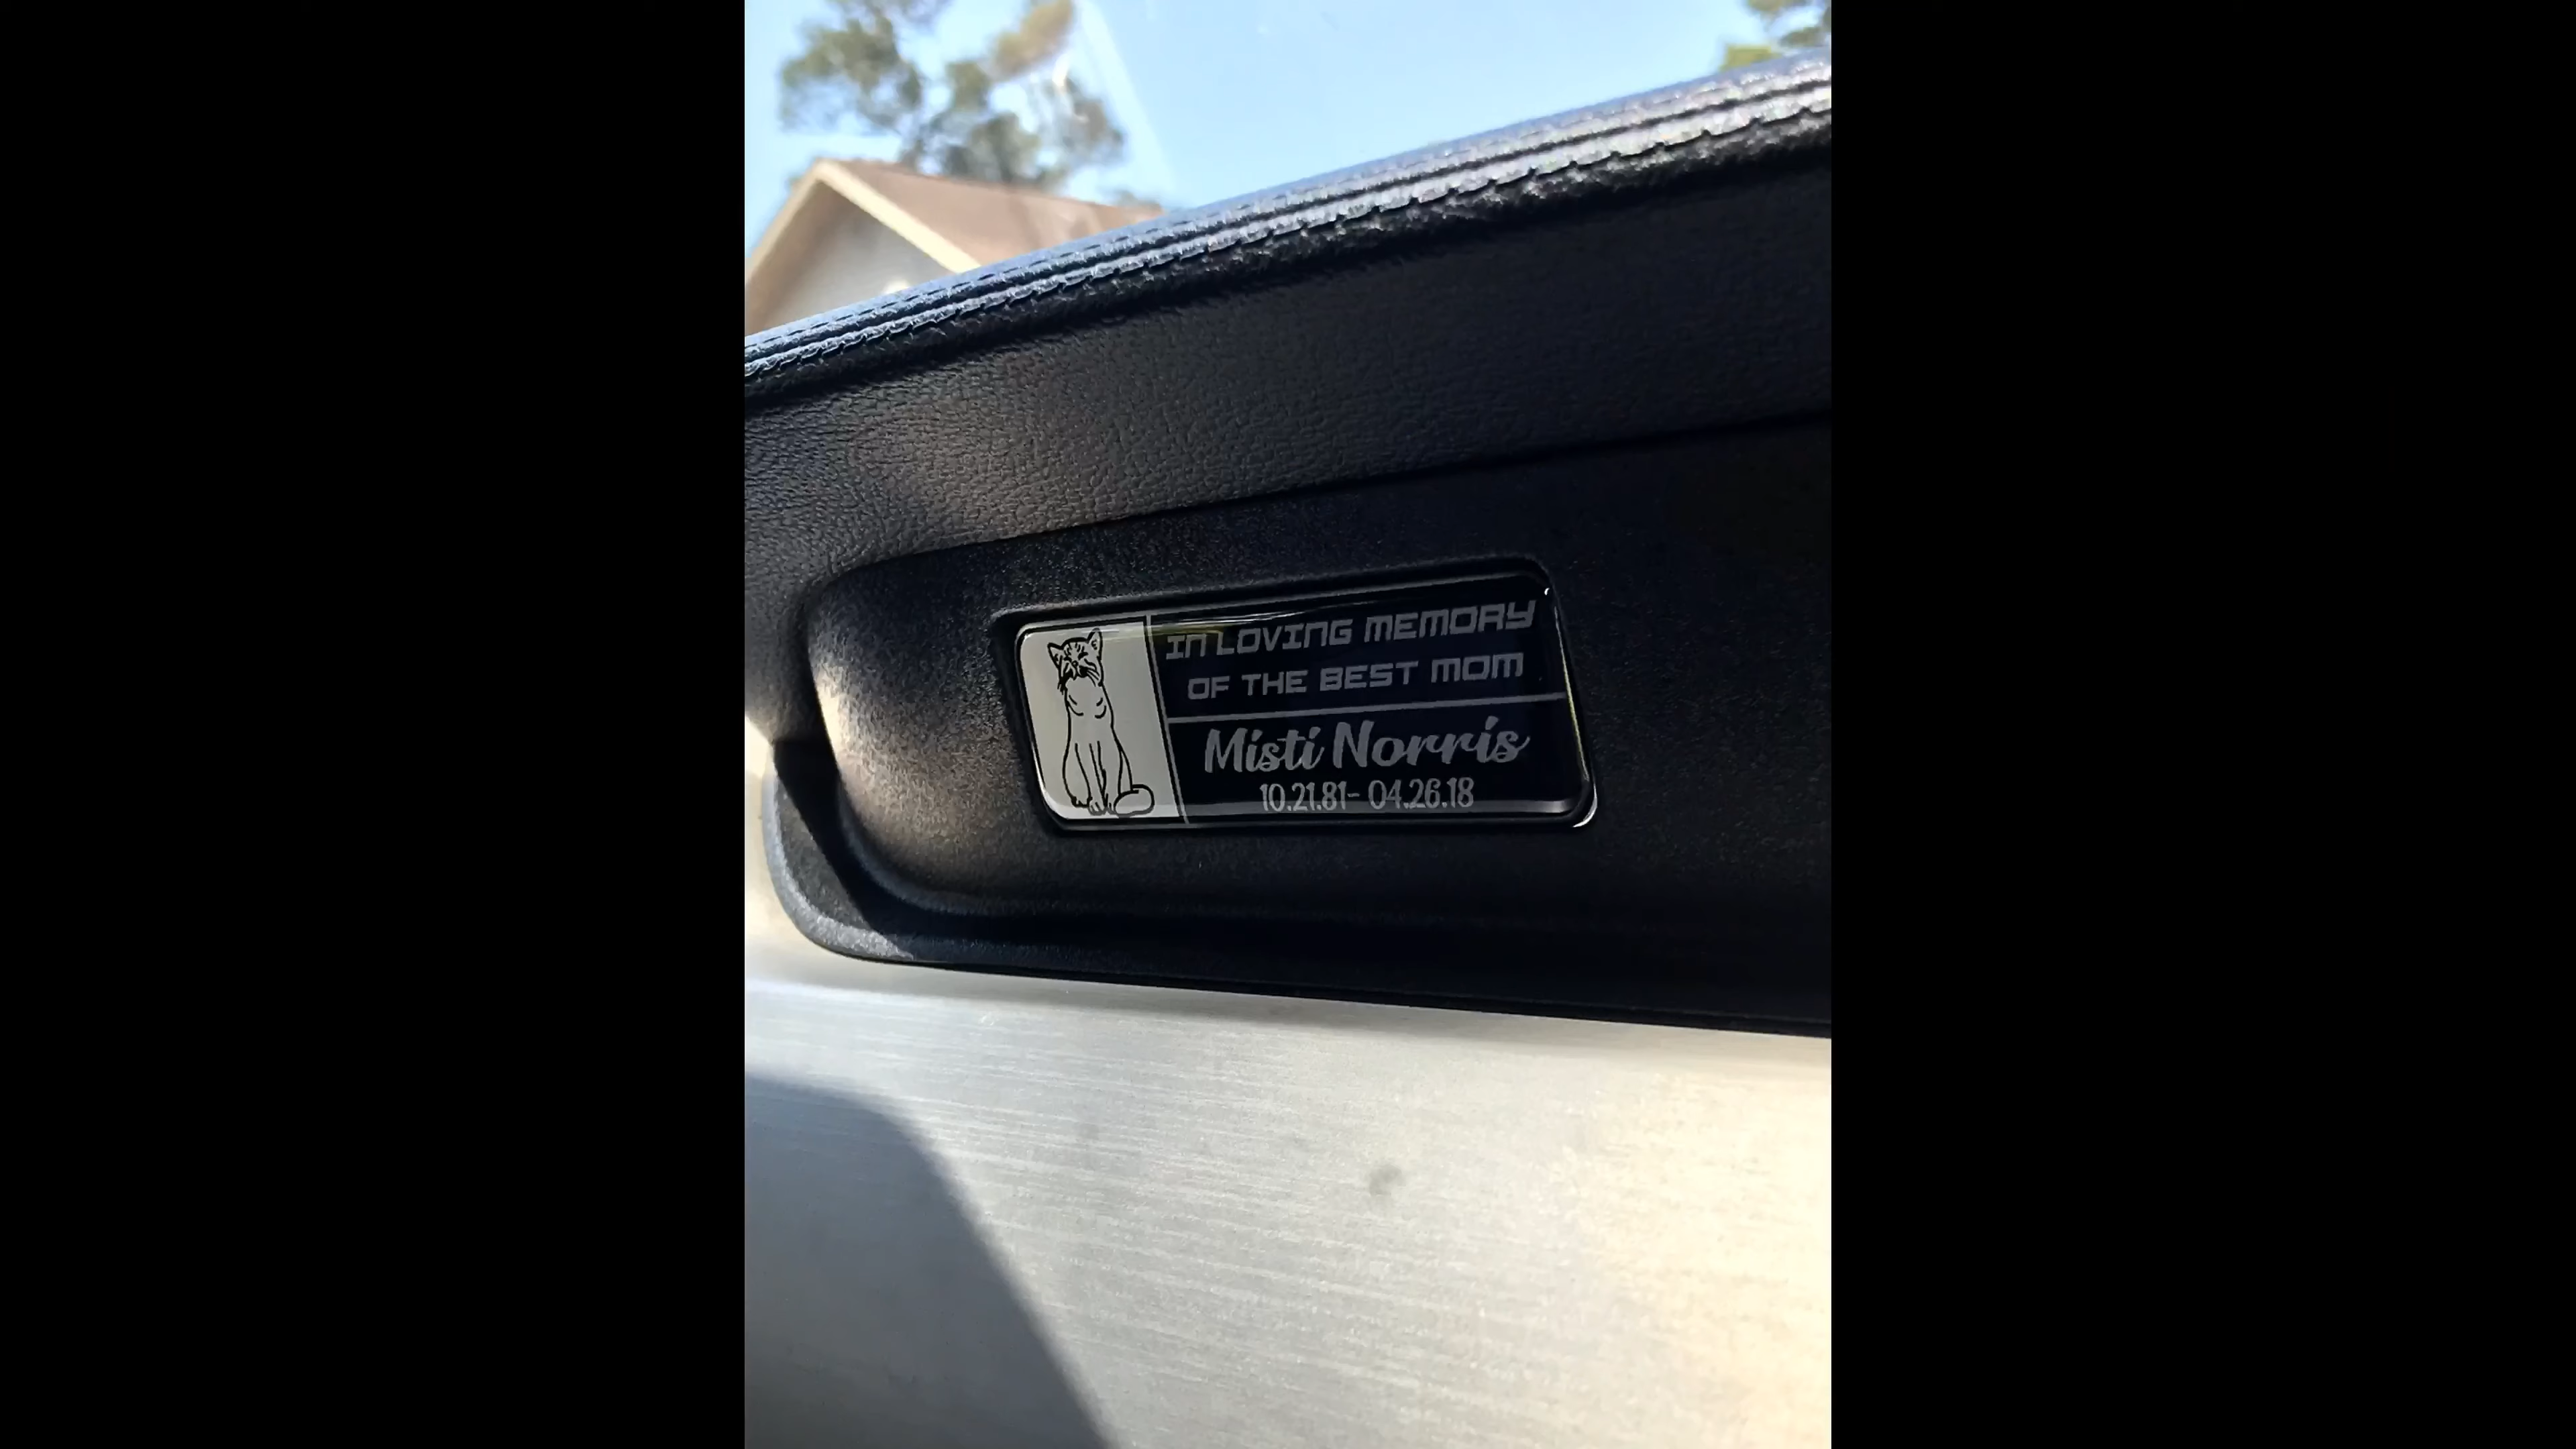 IN LOVING MEMORY
OF THE BEST MOM
Misti Norris
10.21.81- 04.26.18